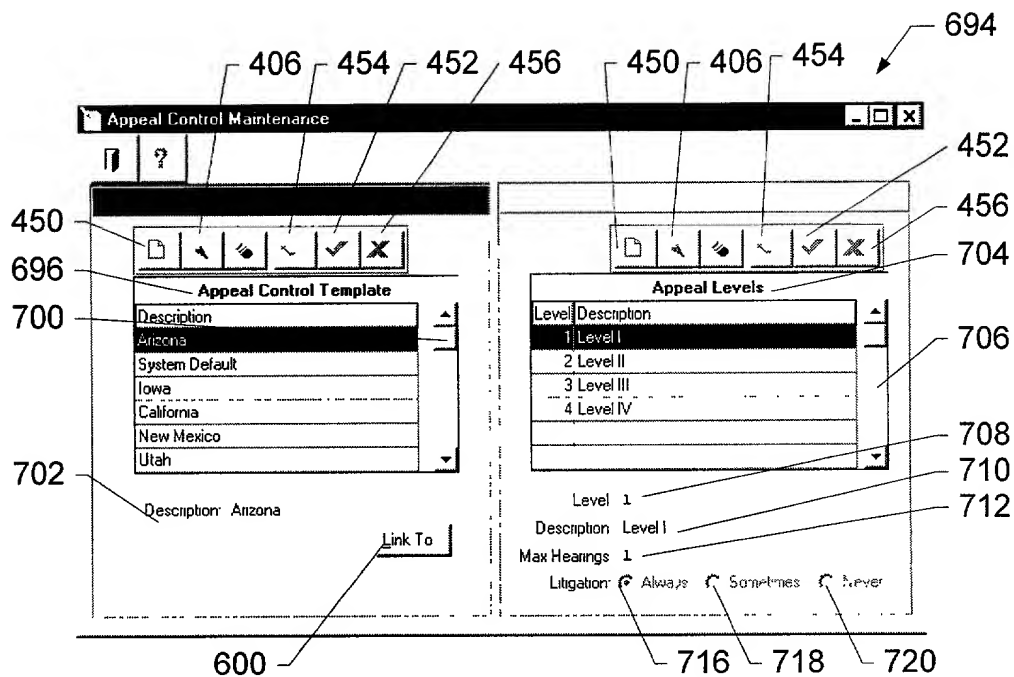 694
406 454 452 456 450 406 454
Appeal Control Maintenance
?
452
450
456
696
704
Appeal Control Template
Appeal Levels
700
Description
Level Description
Arizona
1 Level I
706
System Default
2 Level II
Iowa
3 Level III
California
4 Level IV
New Mexico
Utah
708
702
710
Level 1
712
Description: Arizona
Description Level I
Link To
Max Hearings 1
Litigation: Always Sometimes Never
600
716 718 720